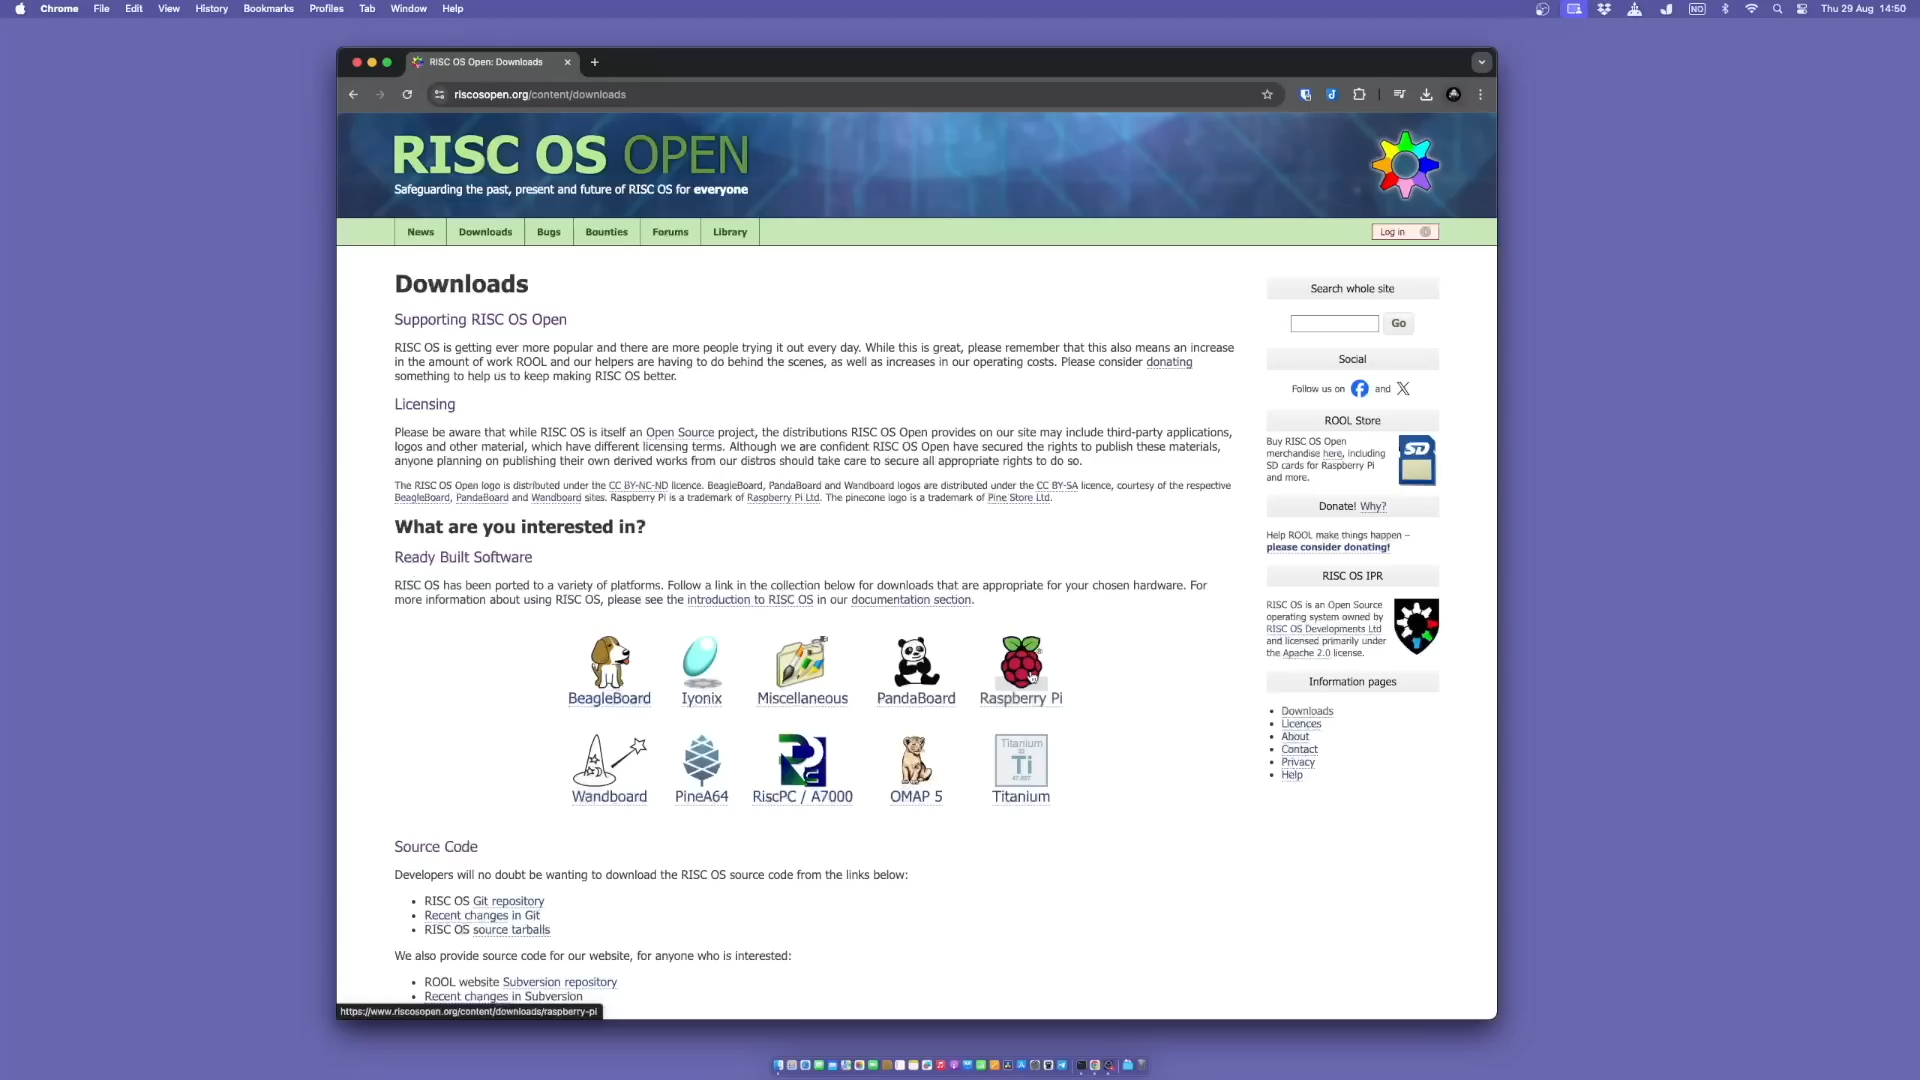 Chrome File Edit View History Bookmarks Profiles Tab Window Help
NO
Thu 29 Aug 14:50
RISC OS Open: Downloads
riscosopen.org/content/downloads
RISC OS OPEN
Safeguarding the past, present and future of RISC OS for everyone
News Downloads Bugs Bounties Forums Library
Log in
Downloads
Supporting RISC OS Open
RISC OS is getting ever more popular and there are more people trying it out every day. While this is great, please remember that this also means an increase
in the amount of work ROOL and our helpers are having to do behind the scenes, as well as increases in our operating costs. Please consider donating
something to help us to keep making RISC OS better.
Licensing
Please be aware that while RISC OS is itself an Open Source project, the distributions RISC OS Open provides on our site may include third-party applications,
logos and other material, which have different licensing terms. Although we are confident RISC OS Open have secured the rights to publish these materials,
anyone planning on publishing their own derived works from our distros should take care to secure all appropriate rights to do so.
The RISC OS Open logo is distributed under the CC BY-NC-ND licence. BeagleBoard, PandaBoard and Wandboard logos are distributed under the CC BY-SA licence, courtesy of the respective
BeagleBoard, PandaBoard and Wandboard sites. Raspberry Pi is a trademark of Raspberry Pi Ltd. The pinecone logo is a trademark of Pine Store Ltd.
What are you interested in?
Ready Built Software
RISC OS has been ported to a variety of platforms. Follow a link in the collection below for downloads that are appropriate for your chosen hardware. For
more information about using RISC OS, please see the introduction to RISC OS in our documentation section.
BeagleBoard Iyonix Miscellaneous PandaBoard Raspberry Pi
Titanium
22
Ti
47.867
Wandboard PineA64 RiscPC / A7000 OMAP 5 Titanium
Source Code
Developers will no doubt be wanting to download the RISC OS source code from the links below:
• RISC OS Git repository
• Recent changes in Git
• RISC OS source tarballs
We also provide source code for our website, for anyone who is interested:
• ROOL website Subversion repository
• Recent changes in Subversion
https://www.riscosopen.org/content/downloads/raspberry-pi
Search whole site
Go
Social
Follow us on and
ROOL Store
Buy RISC OS Open
merchandise here, including
SD cards for Raspberry Pi
and more.
SD
Donate! Why?
Help ROOL make things happen –
please consider donating!
RISC OS IPR
RISC OS is an Open Source
operating system owned by
RISC OS Developments Ltd
and licensed primarily under
the Apache 2.0 license.
Information pages
• Downloads
• Licences
• About
• Contact
• Privacy
• Help